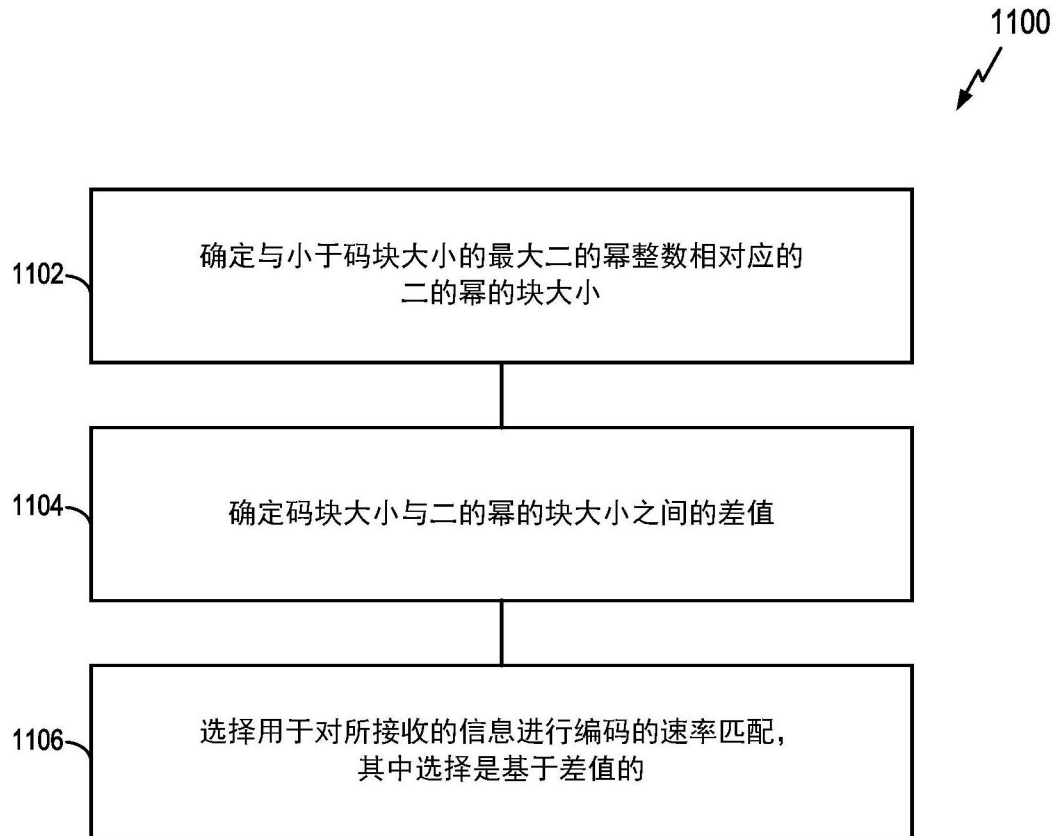 1100
1102
确定与小于码块大小的最大二的幂整数相对应的
二的幂的块大小
1104
确定码块大小与二的幂的块大小之间的差值
1106
选择用于对所接收的信息进行编码的速率匹配，
其中选择是基于差值的